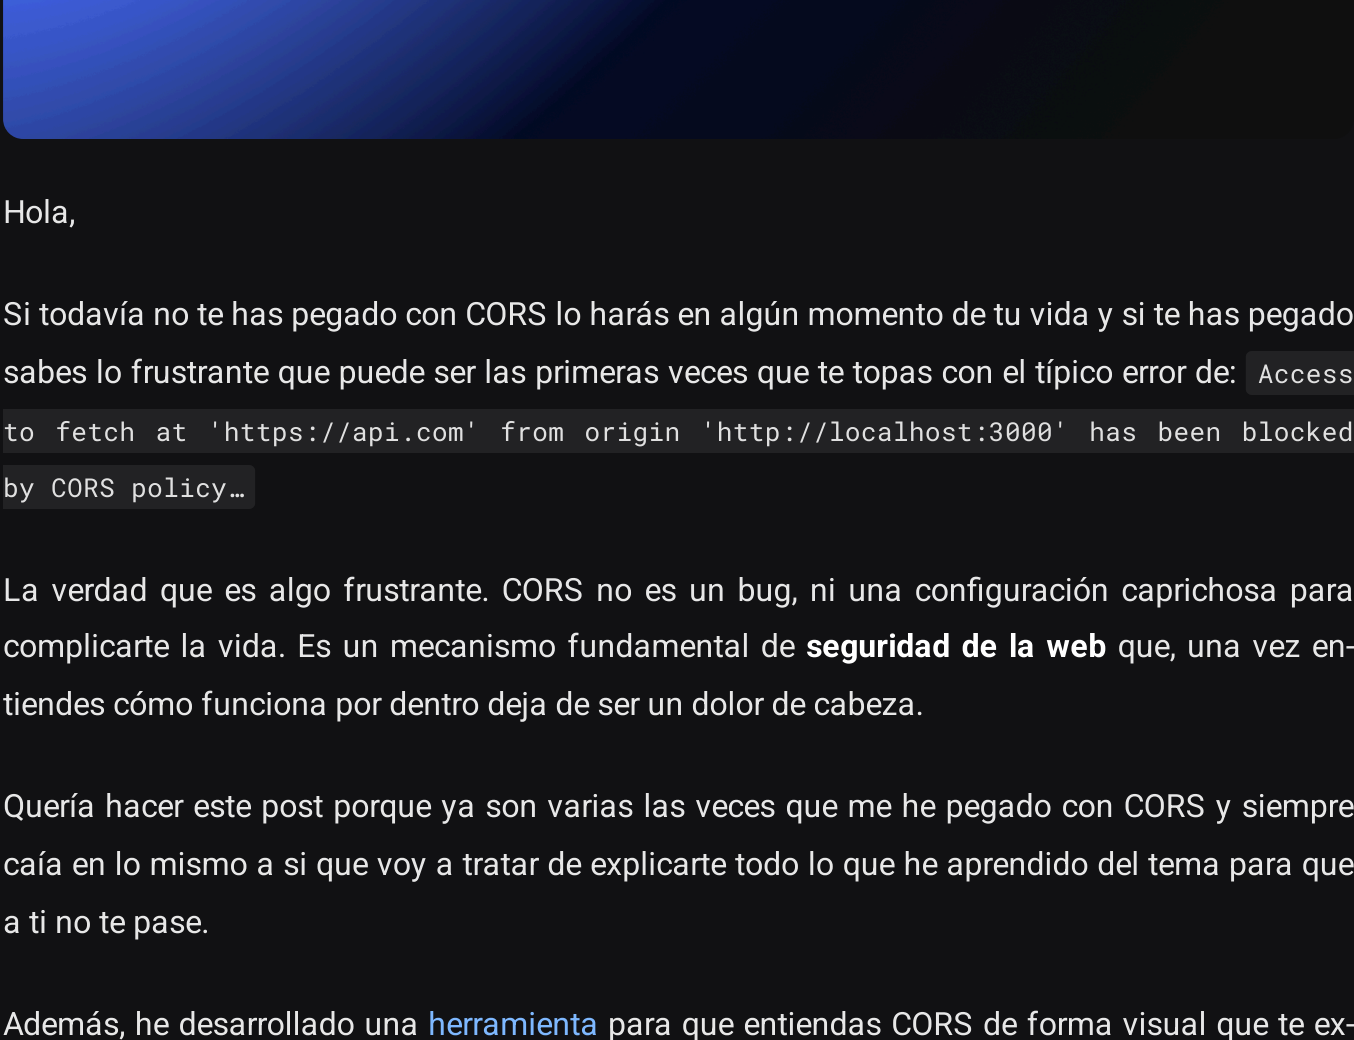 Hola,
Si todavía no te has pegado con CORS lo harás en algún momento de tu vida y si te has pegado
sabes lo frustrante que puede ser las primeras veces que te topas con el típico error de: Access
to fetch at 'https://api.com' from origin 'http://localhost:3000' has been blocked
by CORS policy…
La verdad que es algo frustrante. CORS no es un bug, ni una configuración caprichosa para
complicarte la vida. Es un mecanismo fundamental de seguridad de la web que, una vez en-
tiendes cómo funciona por dentro deja de ser un dolor de cabeza.
Quería hacer este post porque ya son varias las veces que me he pegado con CORS y siempre
caía en lo mismo a si que voy a tratar de explicarte todo lo que he aprendido del tema para que
a ti no te pase.
Además, he desarrollado una herramienta para que entiendas CORS de forma visual que te ex-